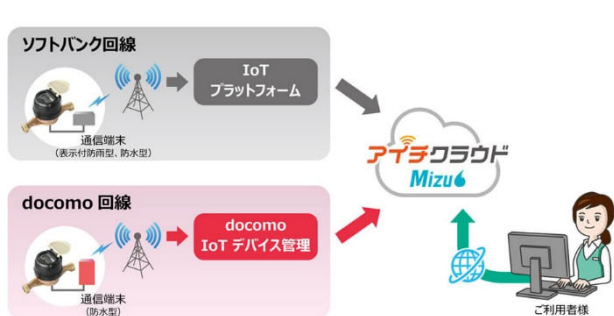 ソフトバンク回線
IoT
プラットフォーム
通信端末
(表示付防雨型、防水型)
アイチクラウド
Mizu
docomo 回線
docomo
IoT デバイス管理
通信端末
(防水型)
ご利用者様